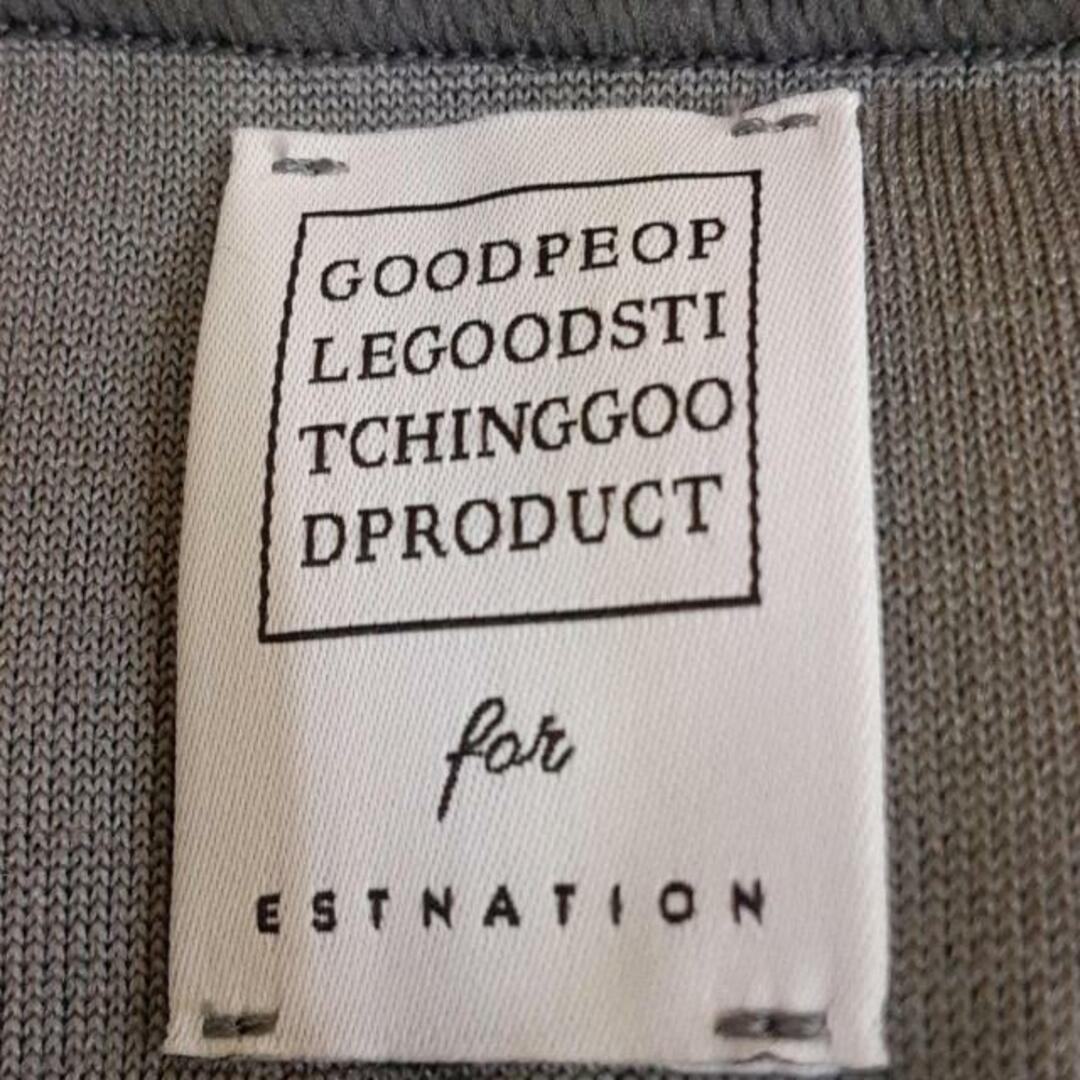 GOODPEOP
LEGOODSTI
TCHINGGOO
DPRODUCT
for
ESTNATION